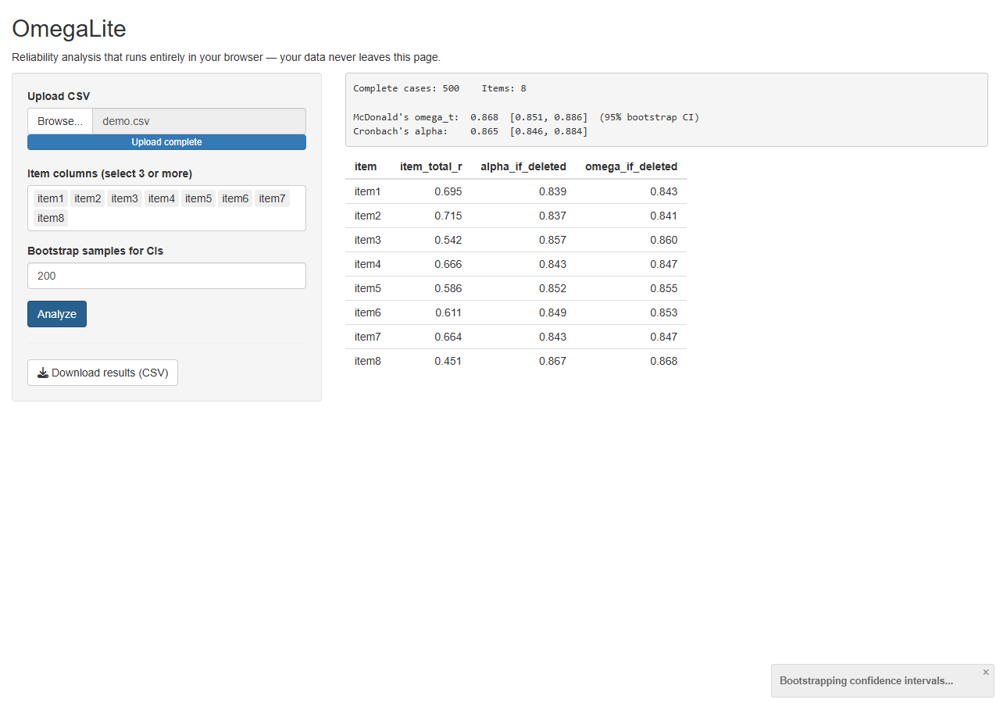 OmegaLite
Reliability analysis that runs entirely in your browser — your data never leaves this page.
Upload CSV
Browse... demo.csv
Upload complete
Item columns (select 3 or more)
item1 item2 item3 item4 item5 item6 item7
item8
Bootstrap samples for CIs
200
Analyze
Download results (CSV)
Complete cases: 500 Items: 8
McDonald's omega_t: 0.868 [0.851, 0.886] (95% bootstrap CI)
Cronbach's alpha: 0.865 [0.846, 0.884]
item item_total_r alpha_if_deleted omega_if_deleted
item1 0.695 0.839 0.843
item2 0.715 0.837 0.841
item3 0.542 0.857 0.860
item4 0.666 0.843 0.847
item5 0.586 0.852 0.855
item6 0.611 0.849 0.853
item7 0.664 0.843 0.847
item8 0.451 0.867 0.868
Bootstrapping confidence intervals... ×